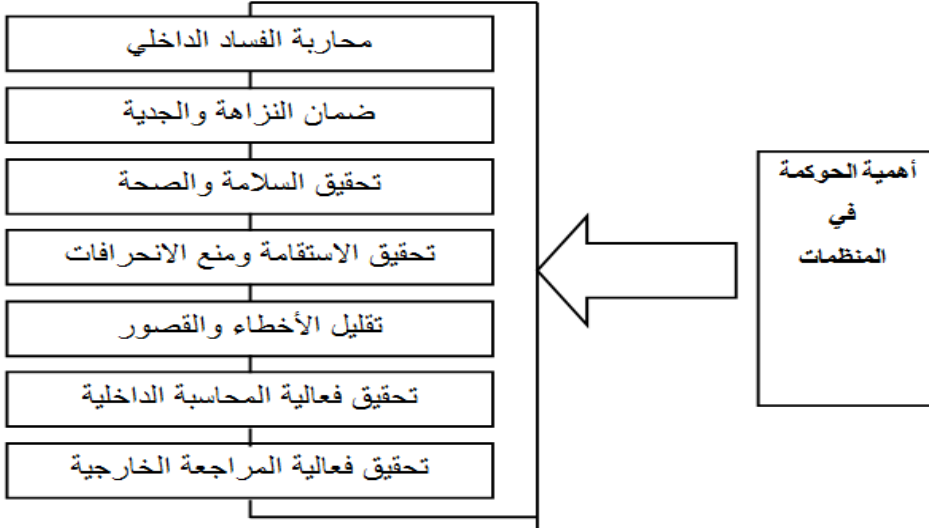 أهمية الحوكمة
في
المنظمات
محاربة الفساد الداخلي
ضمان النزاهة والجدية
تحقيق السلامة والصحة
تحقيق الاستقامة ومنع الانحرافات
تقليل الأخطاء والقصور
تحقيق فعالية المحاسبة الداخلية
تحقيق فعالية المراجعة الخارجية